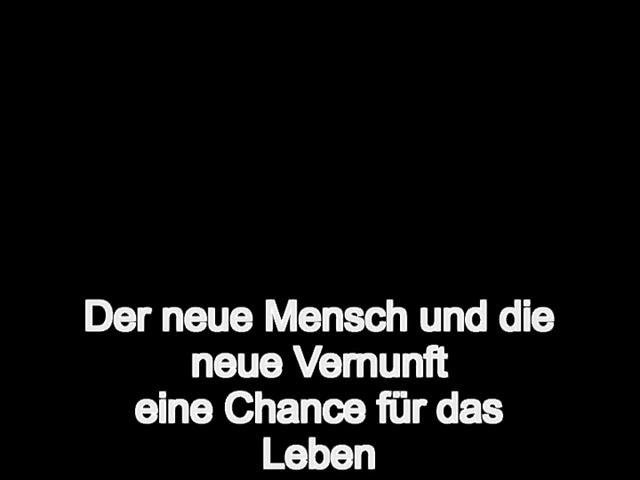 Der neue Mensch und die
neue Vernunft
eine Chance für das
Leben